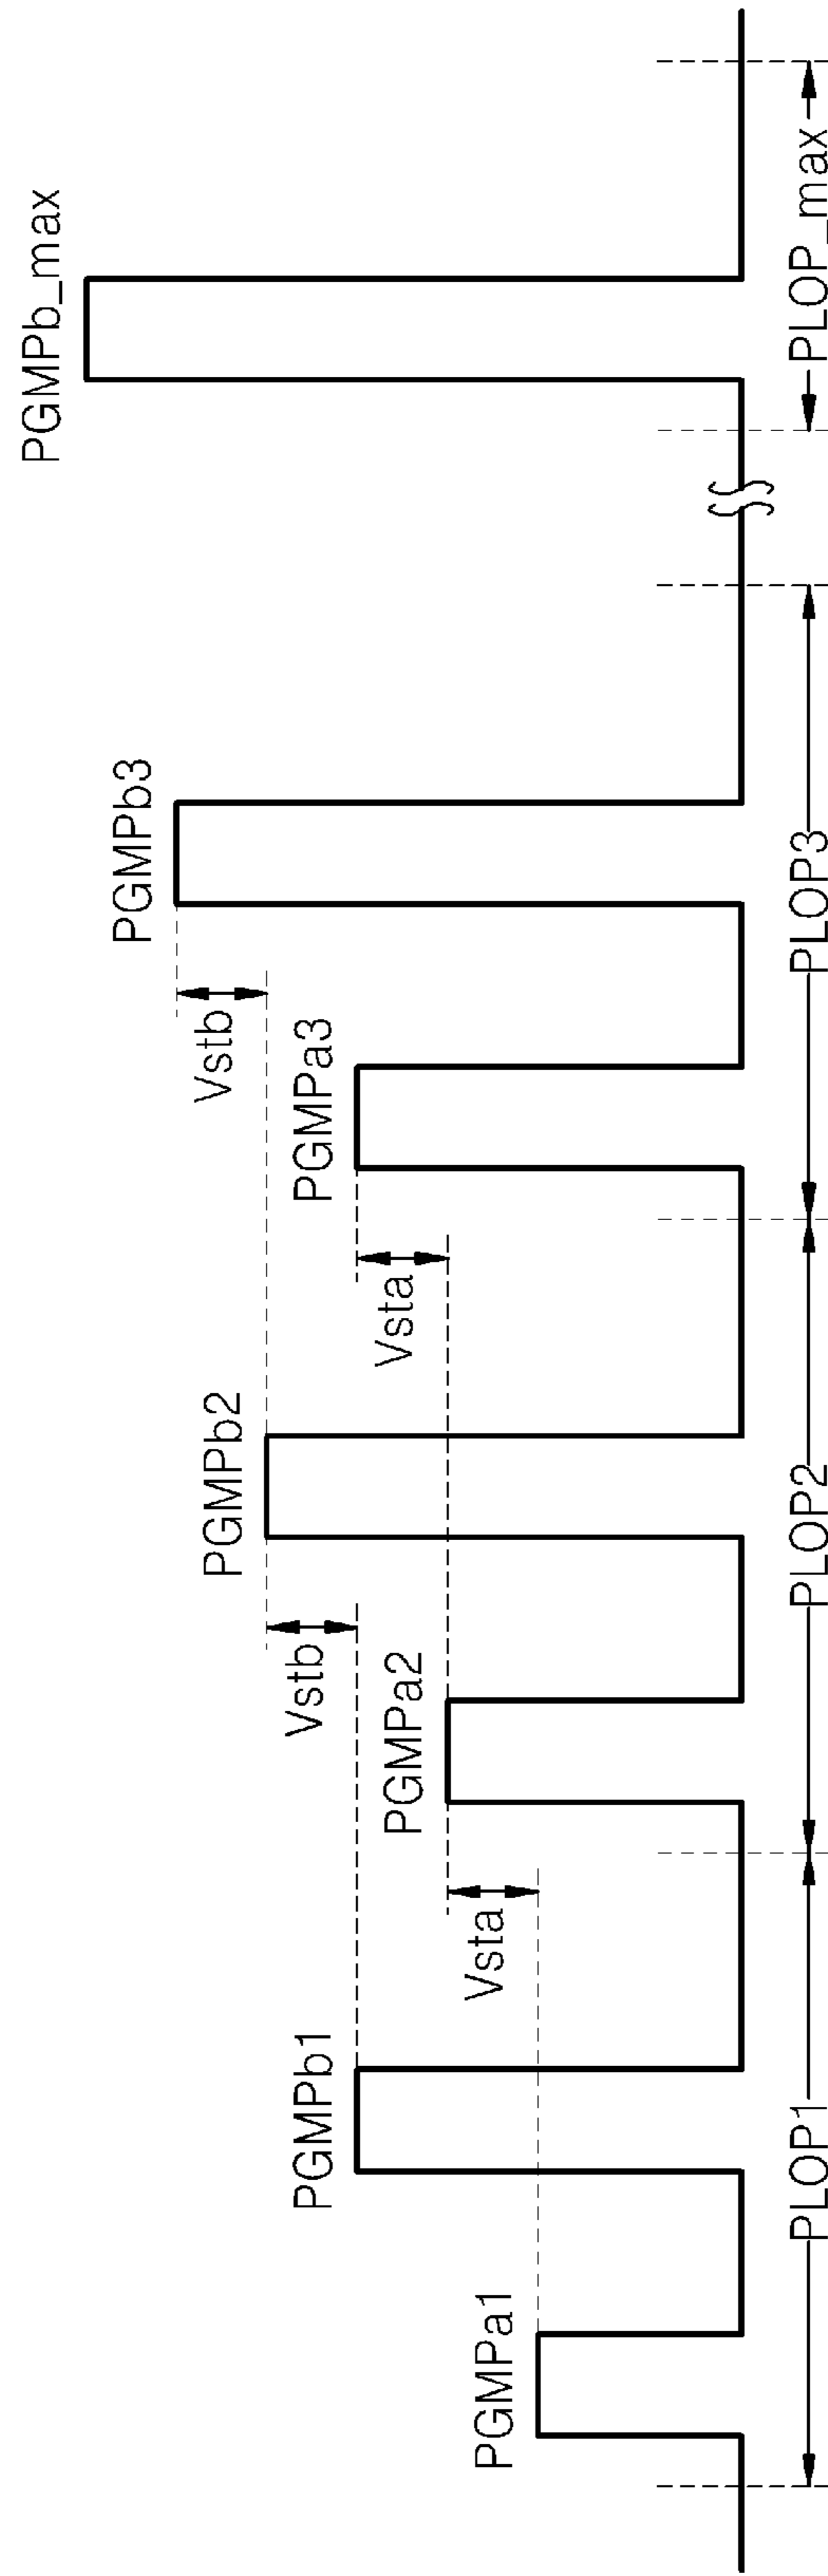 PGMPa1
PGMPb1
Vsta
PGMPa2
Vstb
PGMPb2
Vsta
PGMPa3
Vstb
PGMPb3
PGMPb_max
PLOP1
PLOP2
PLOP3
PLOP_max